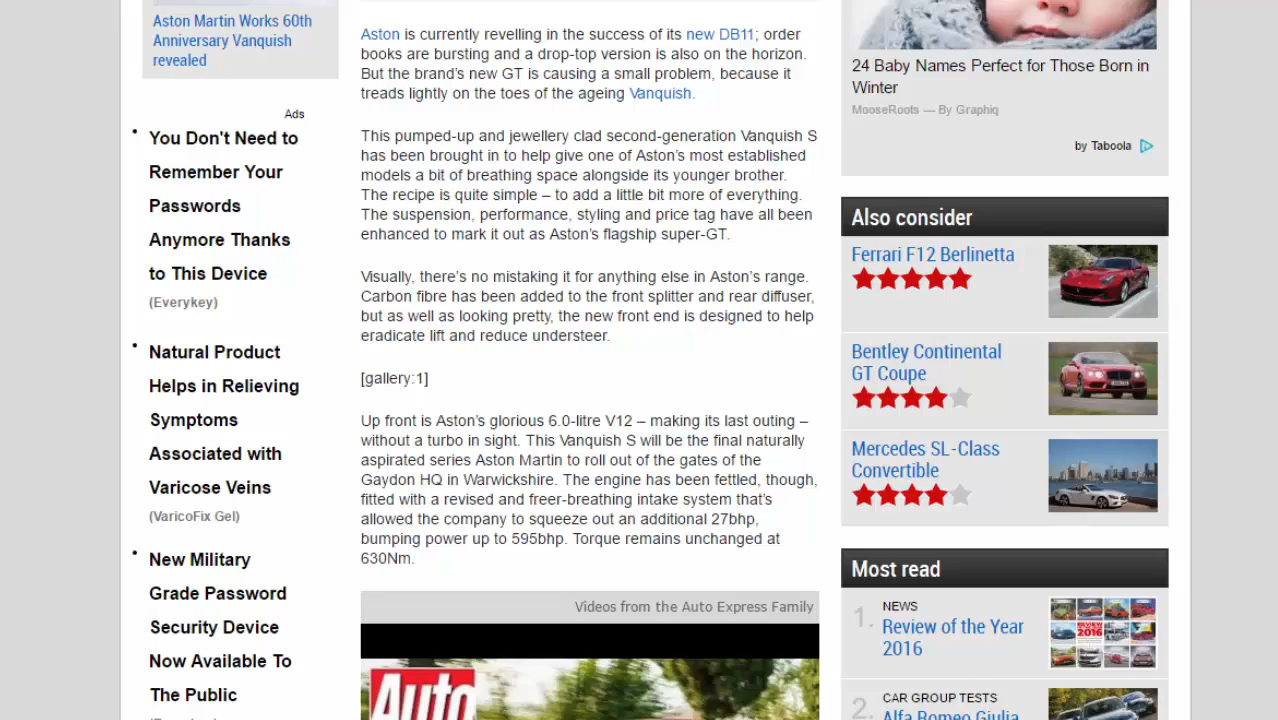 Aston Martin Works 60th
Anniversary Vanquish
revealed
Ads
You Don't Need to
Remember Your
Passwords
Anymore Thanks
to This Device
(Everykey)
Natural Product
Helps in Relieving
Symptoms
Associated with
Varicose Veins
(VaricoFix Gel)
New Military
Grade Password
Security Device
Now Available To
The Public
Aston is currently revelling in the success of its new DB11; order
books are bursting and a drop-top version is also on the horizon.
But the brand's new GT is causing a small problem, because it
treads lightly on the toes of the ageing Vanquish.
This pumped-up and jewellery clad second-generation Vanquish S
has been brought in to help give one of Aston's most established
models a bit of breathing space alongside its younger brother.
The recipe is quite simple – to add a little bit more of everything.
The suspension, performance, styling and price tag have all been
enhanced to mark it out as Aston's flagship super-GT.
Visually, there's no mistaking it for anything else in Aston's range.
Carbon fibre has been added to the front splitter and rear diffuser,
but as well as looking pretty, the new front end is designed to help
eradicate lift and reduce understeer.
[gallery:1]
Up front is Aston's glorious 6.0-litre V12 – making its last outing –
without a turbo in sight. This Vanquish S will be the final naturally
aspirated series Aston Martin to roll out of the gates of the
Gaydon HQ in Warwickshire. The engine has been fettled, though,
fitted with a revised and freer-breathing intake system that's
allowed the company to squeeze out an additional 27bhp,
bumping power up to 595bhp. Torque remains unchanged at
630Nm.
Videos from the Auto Express Family
Auto
24 Baby Names Perfect for Those Born in
Winter
MooseRoots — By Graphiq
by Taboola
Also consider
Ferrari F12 Berlinetta
Bentley Continental
GT Coupe
Mercedes SL-Class
Convertible
Most read
1. NEWS
Review of the Year
2016
REVIEW
2016
2. CAR GROUP TESTS
Alfa Romeo Giulia